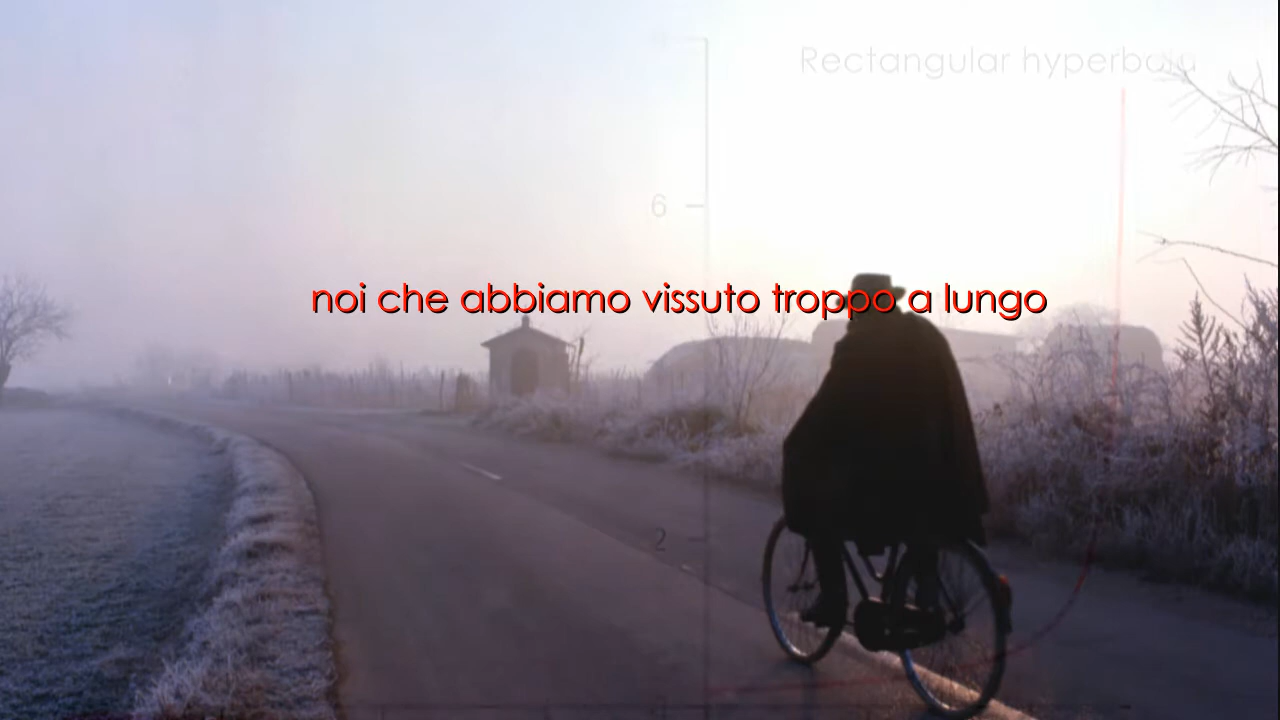 Rectangular hyperbola
6
noi che abbiamo vissuto troppo a lungo
2